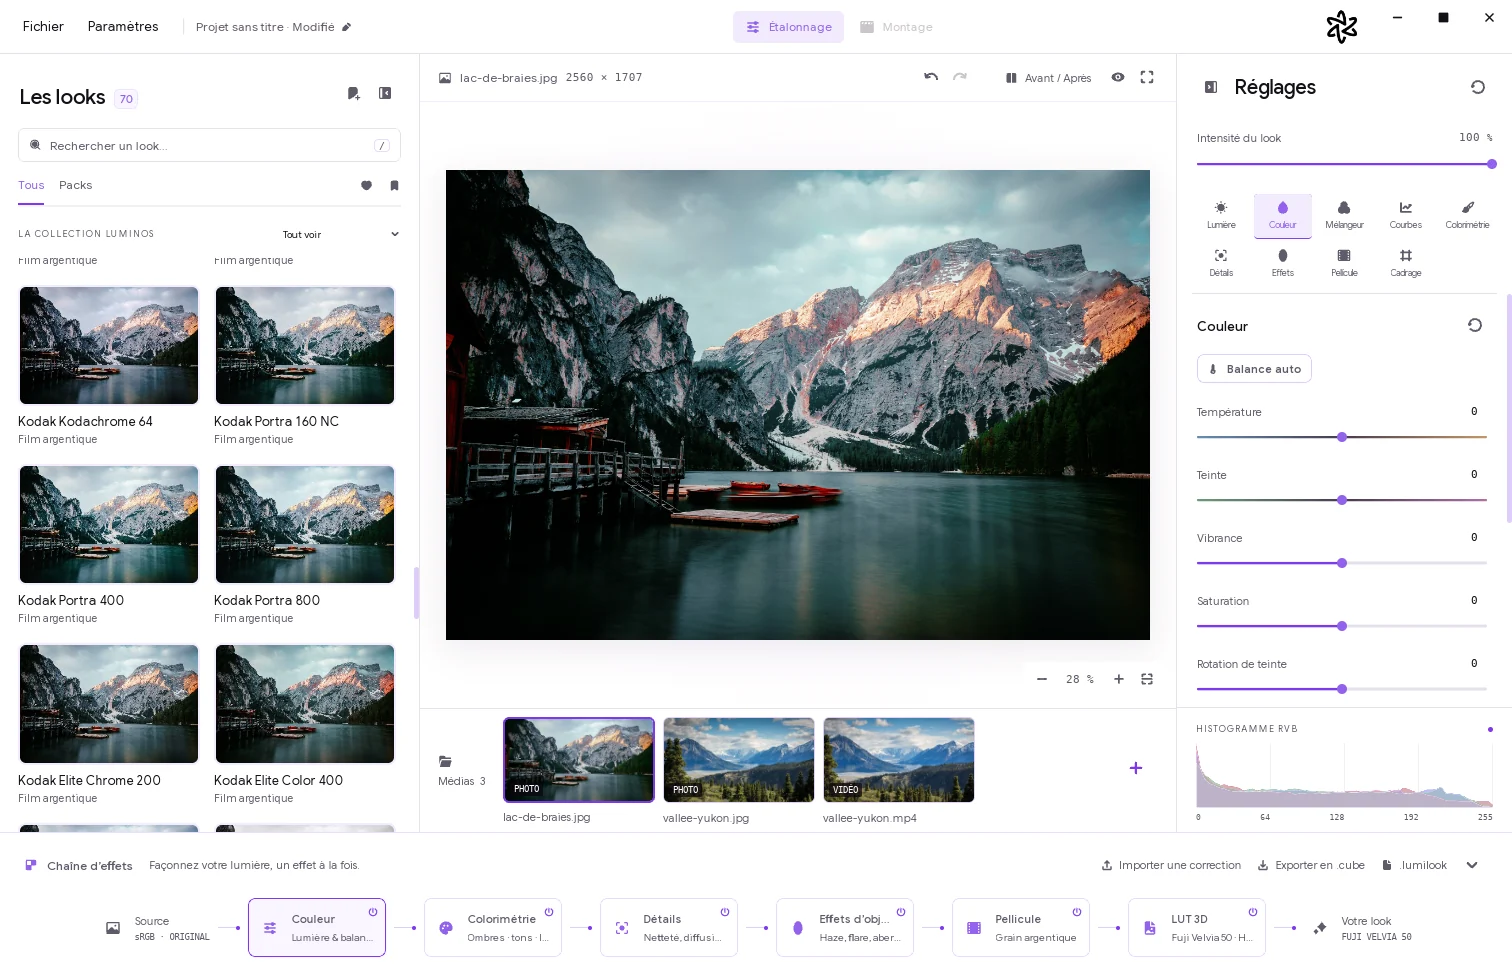 Fichier Paramètres Projet sans titre · Modifié Étalonnage Montage
Les looks 70
Rechercher un look... /
Tous Packs
LA COLLECTION LUMINOS Tout voir
Film argentique Film argentique
Kodak Kodachrome 64 Kodak Portra 160 NC
Film argentique Film argentique
Kodak Portra 400 Kodak Portra 800
Film argentique Film argentique
Kodak Elite Chrome 200 Kodak Elite Color 400
Film argentique Film argentique
lac-de-braies.jpg 2560 × 1707 Avant / Après
28 %
Médias 3
PHOTO PHOTO VIDÉO
lac-de-braies.jpg vallee-yukon.jpg vallee-yukon.mp4
Réglages
Intensité du look 100 %
Lumière Couleur Mélangeur Courbes Colorimétrie
Détails Effets Pellicule Cadrage
Couleur
Balance auto
Température 0
Teinte 0
Vibrance 0
Saturation 0
Rotation de teinte 0
HISTOGRAMME RVB
0 64 128 192 255
Chaîne d'effets Façonnez votre lumière, un effet à la fois. Importer une correction Exporter en .cube .lumilook
Source Couleur Colorimétrie Détails Effets d'obj... Pellicule LUT 3D Votre look
sRGB · ORIGINAL Lumière & balan... Ombres · tons · l... Netteté, diffusi... Haze, flare, aber... Grain argentique Fuji Velvia 50 · H... FUJI VELVIA 50